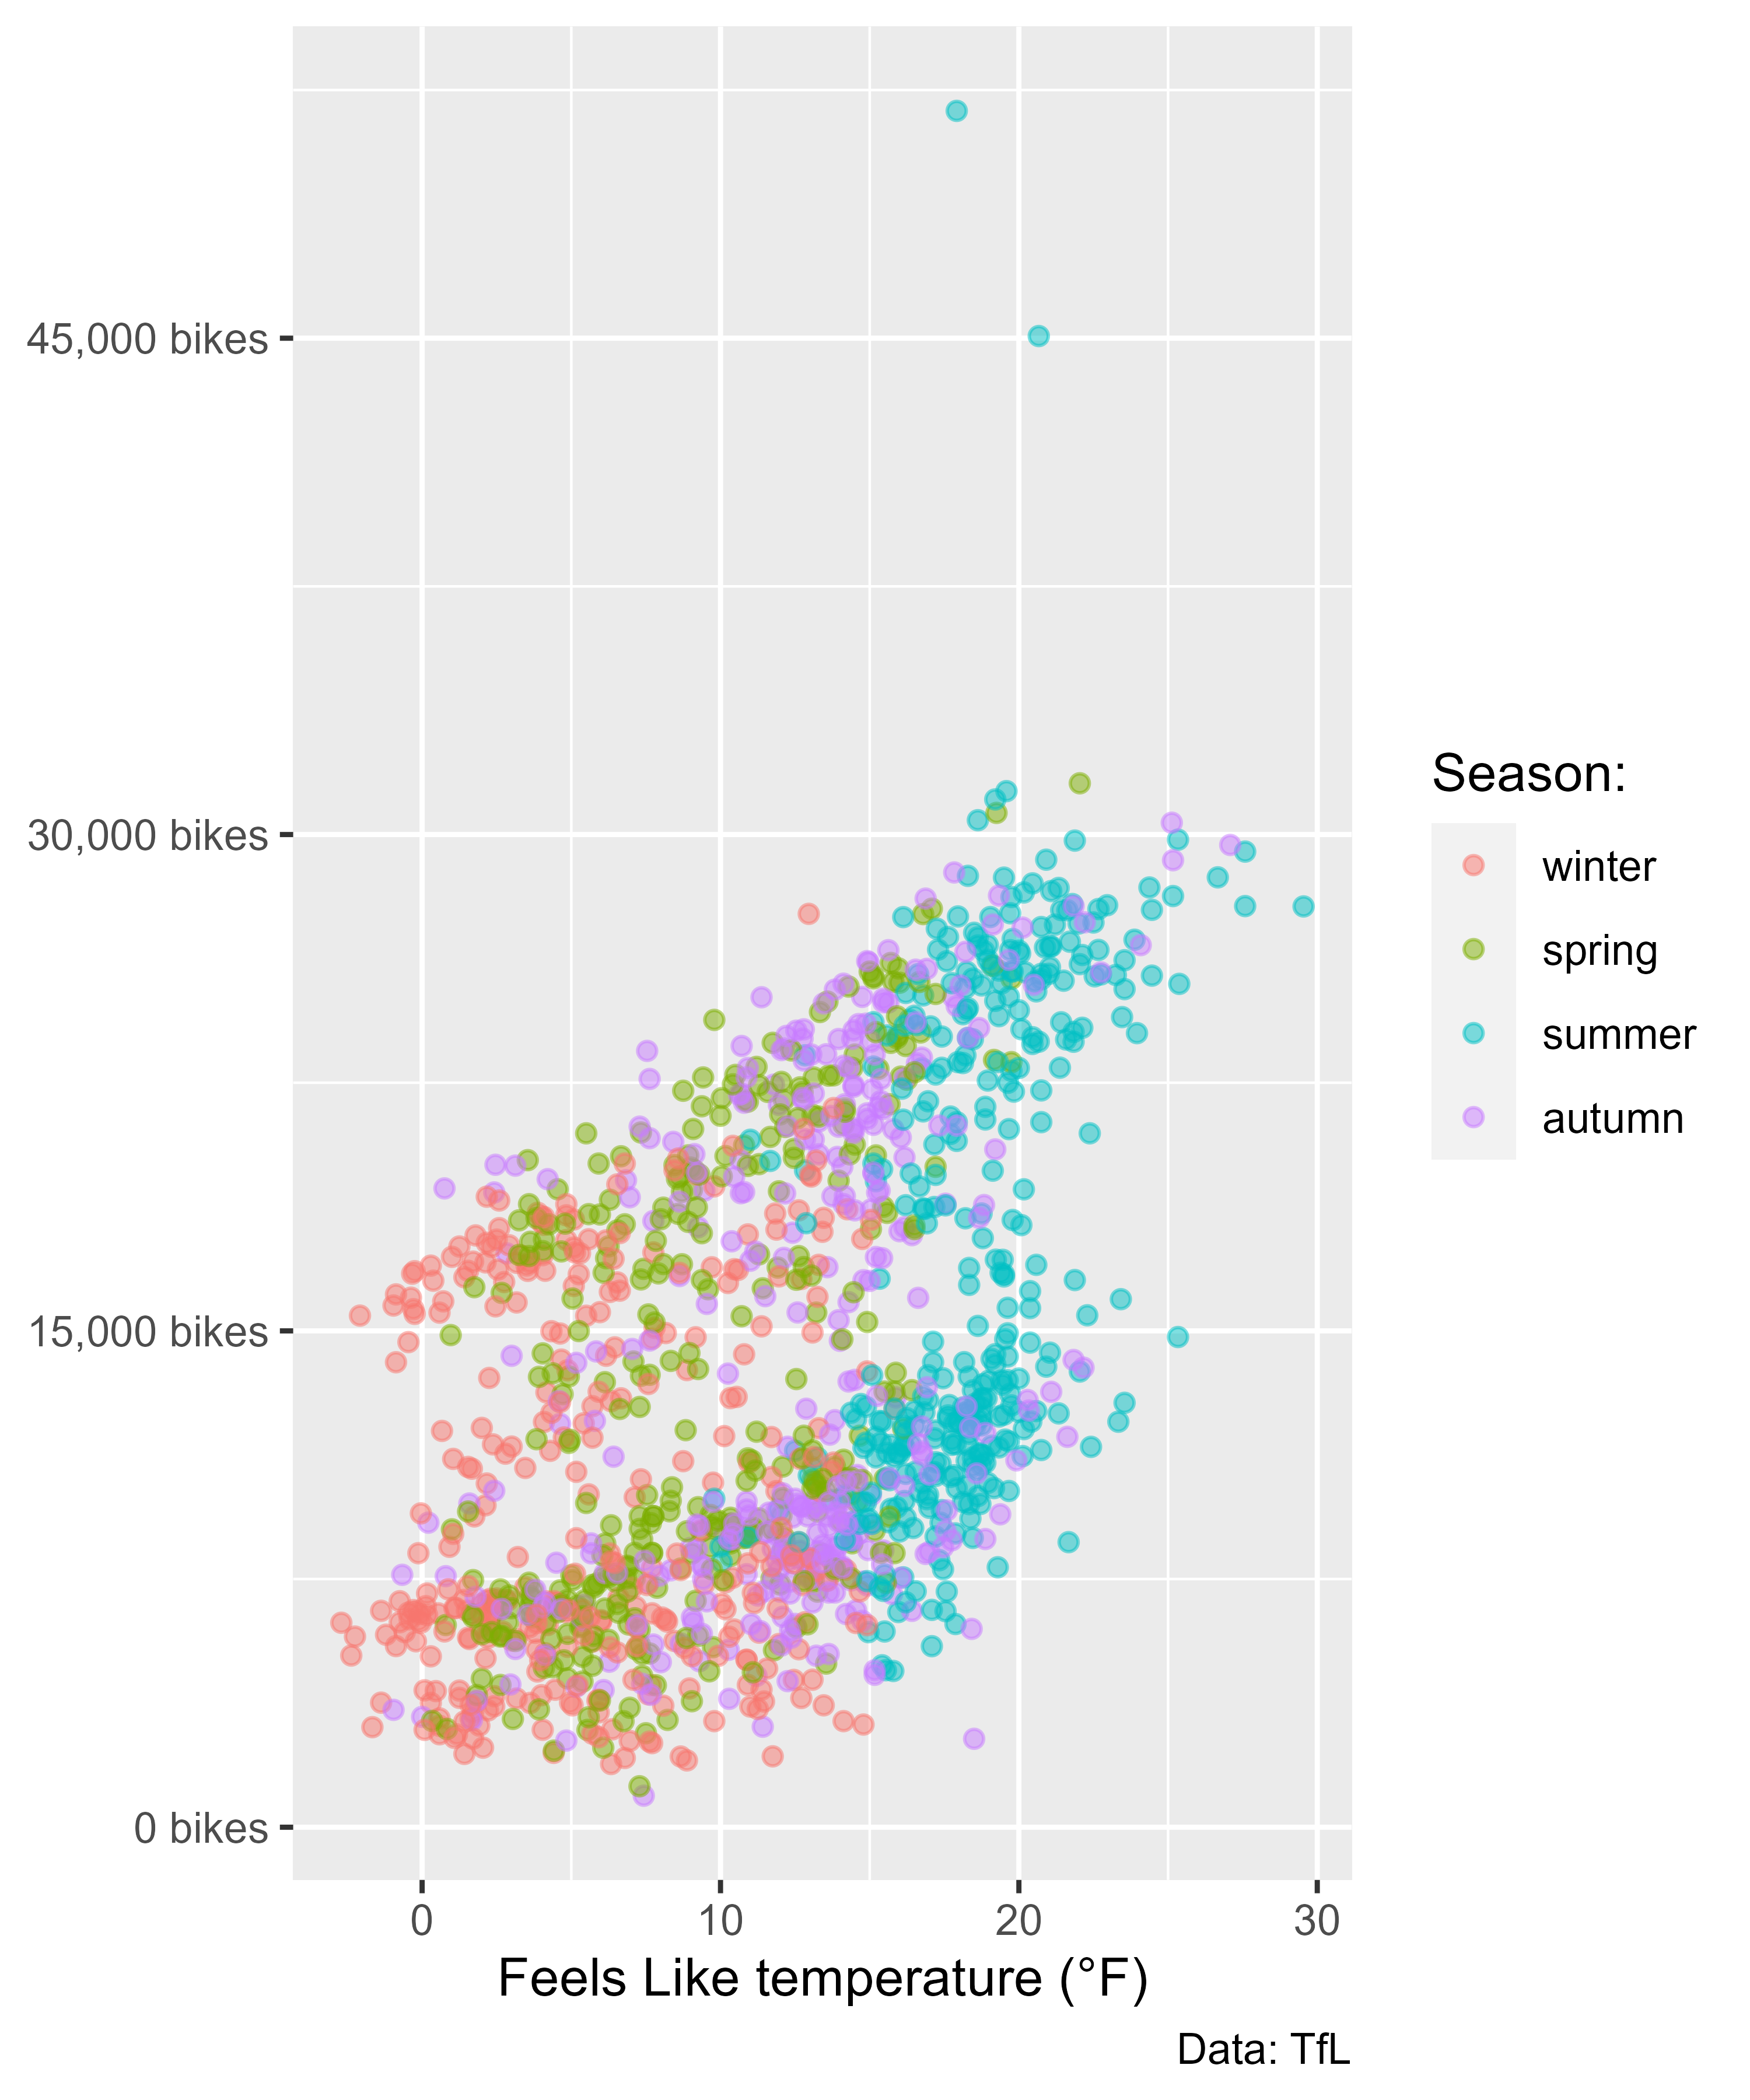 45,000 bikes
30,000 bikes
15,000 bikes
0 bikes
0 10 20 30
Feels Like temperature (°F)
Data: TfL
Season:
winter
spring
summer
autumn